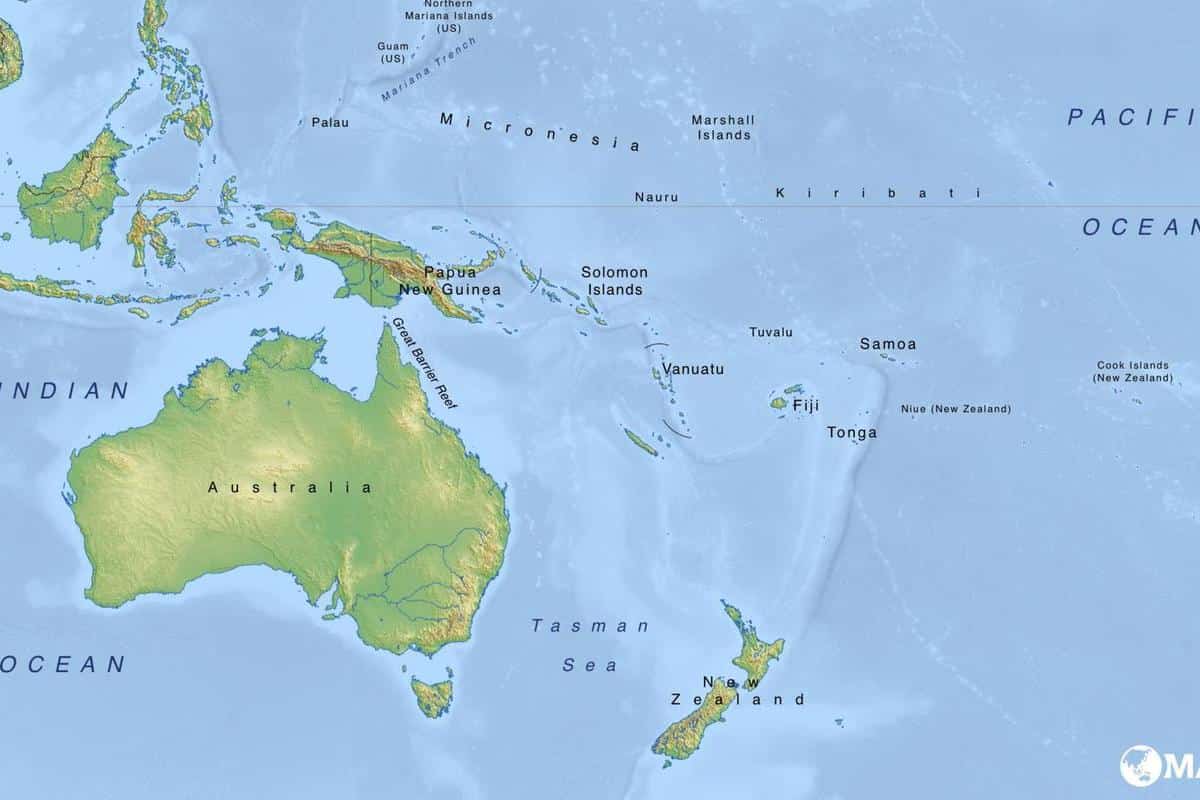 Northern
Mariana Islands
(US)
Guam
(US)
Mariana Trench
Palau
Micronesia
Marshall
Islands
PACIFI
Nauru
Kiribati
OCEAN
Papua
New Guinea
Solomon
Islands
Great Barrier Reef
Tuvalu
Samoa
Vanuatu
Cook Islands
(New Zealand)
INDIAN
Fiji
Niue (New Zealand)
Tonga
Australia
Tasman
Sea
OCEAN
New
Zealand
MA